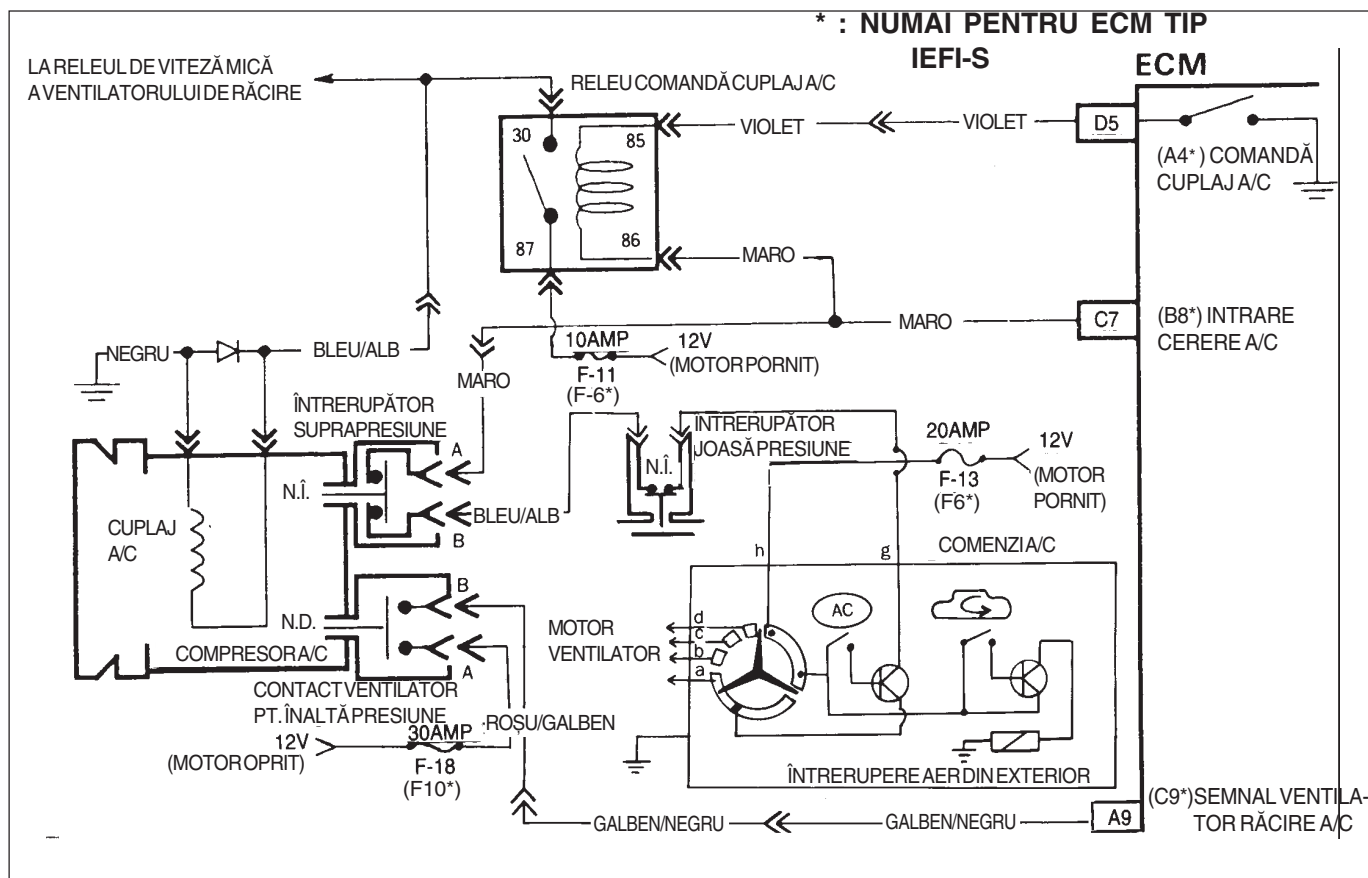 * : NUMAI PENTRU ECM TIP
IEFI-S
LA RELEUL DE VITEZĂ MICĂ
A VENTILATORULUI DE RĂCIRE
RELEU COMANDĂ CUPLAJ A/C
ECM
30
85
87
86
VIOLET
VIOLET
D5
(A4*) COMANDĂ
CUPLAJ A/C
MARO
MARO
C7
(B8*) INTRARE
CERERE A/C
NEGRU
BLEU/ALB
MARO
10AMP
F-11
(F-6*)
12V
(MOTOR PORNIT)
ÎNTRERUPĂTOR
SUPRAPRESIUNE
A
N.Î.
B
BLEU/ALB
INTRERUPĂTOR
JOASĂ PRESIUNE
N.Î.
20AMP
F-13
(F6*)
12V
(MOTOR
PORNIT)
CUPLAJ
A/C
h
g
COMENZI A/C
B
N.D.
A
COMPRESOR A/C
MOTOR
VENTILATOR
d
c
b
a
AC
CONTACT VENTILATOR
PT. ÎNALTĂ PRESIUNE
ROȘU/GALBEN
12V
(MOTOR OPRIT)
30AMP
F-18
(F10*)
ÎNTRERUPERE AER DIN EXTERIOR
GALBEN/NEGRU
GALBEN/NEGRU
A9
(C9*) SEMNAL VENTILA-
TOR RĂCIRE A/C